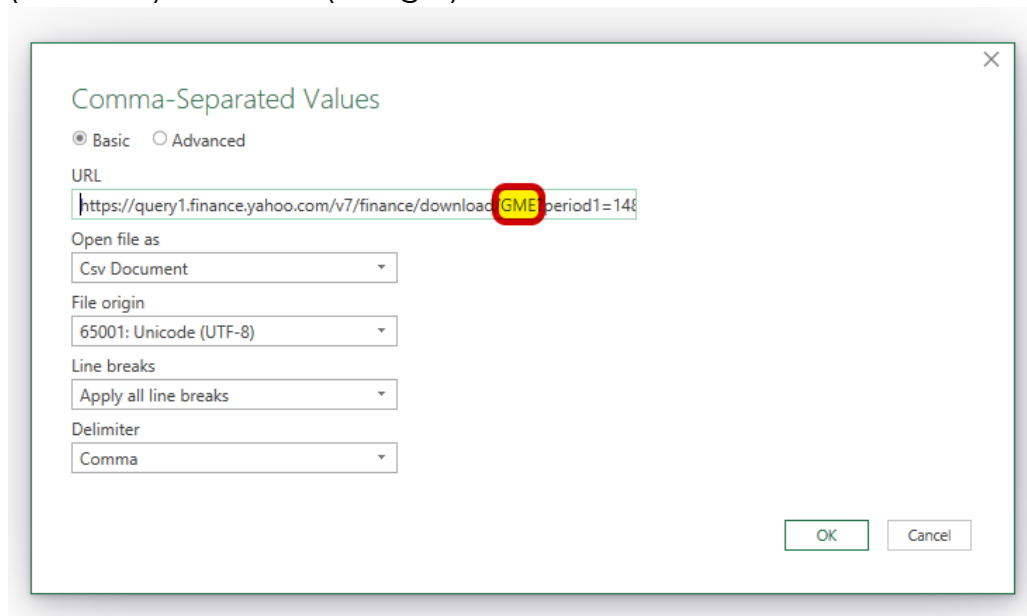 Comma-Separated Values
Basic Advanced
URL
https://query1.finance.yahoo.com/v7/finance/download/GME?period1=148
Open file as
Csv Document
File origin
65001: Unicode (UTF-8)
Line breaks
Apply all line breaks
Delimiter
Comma
OK Cancel